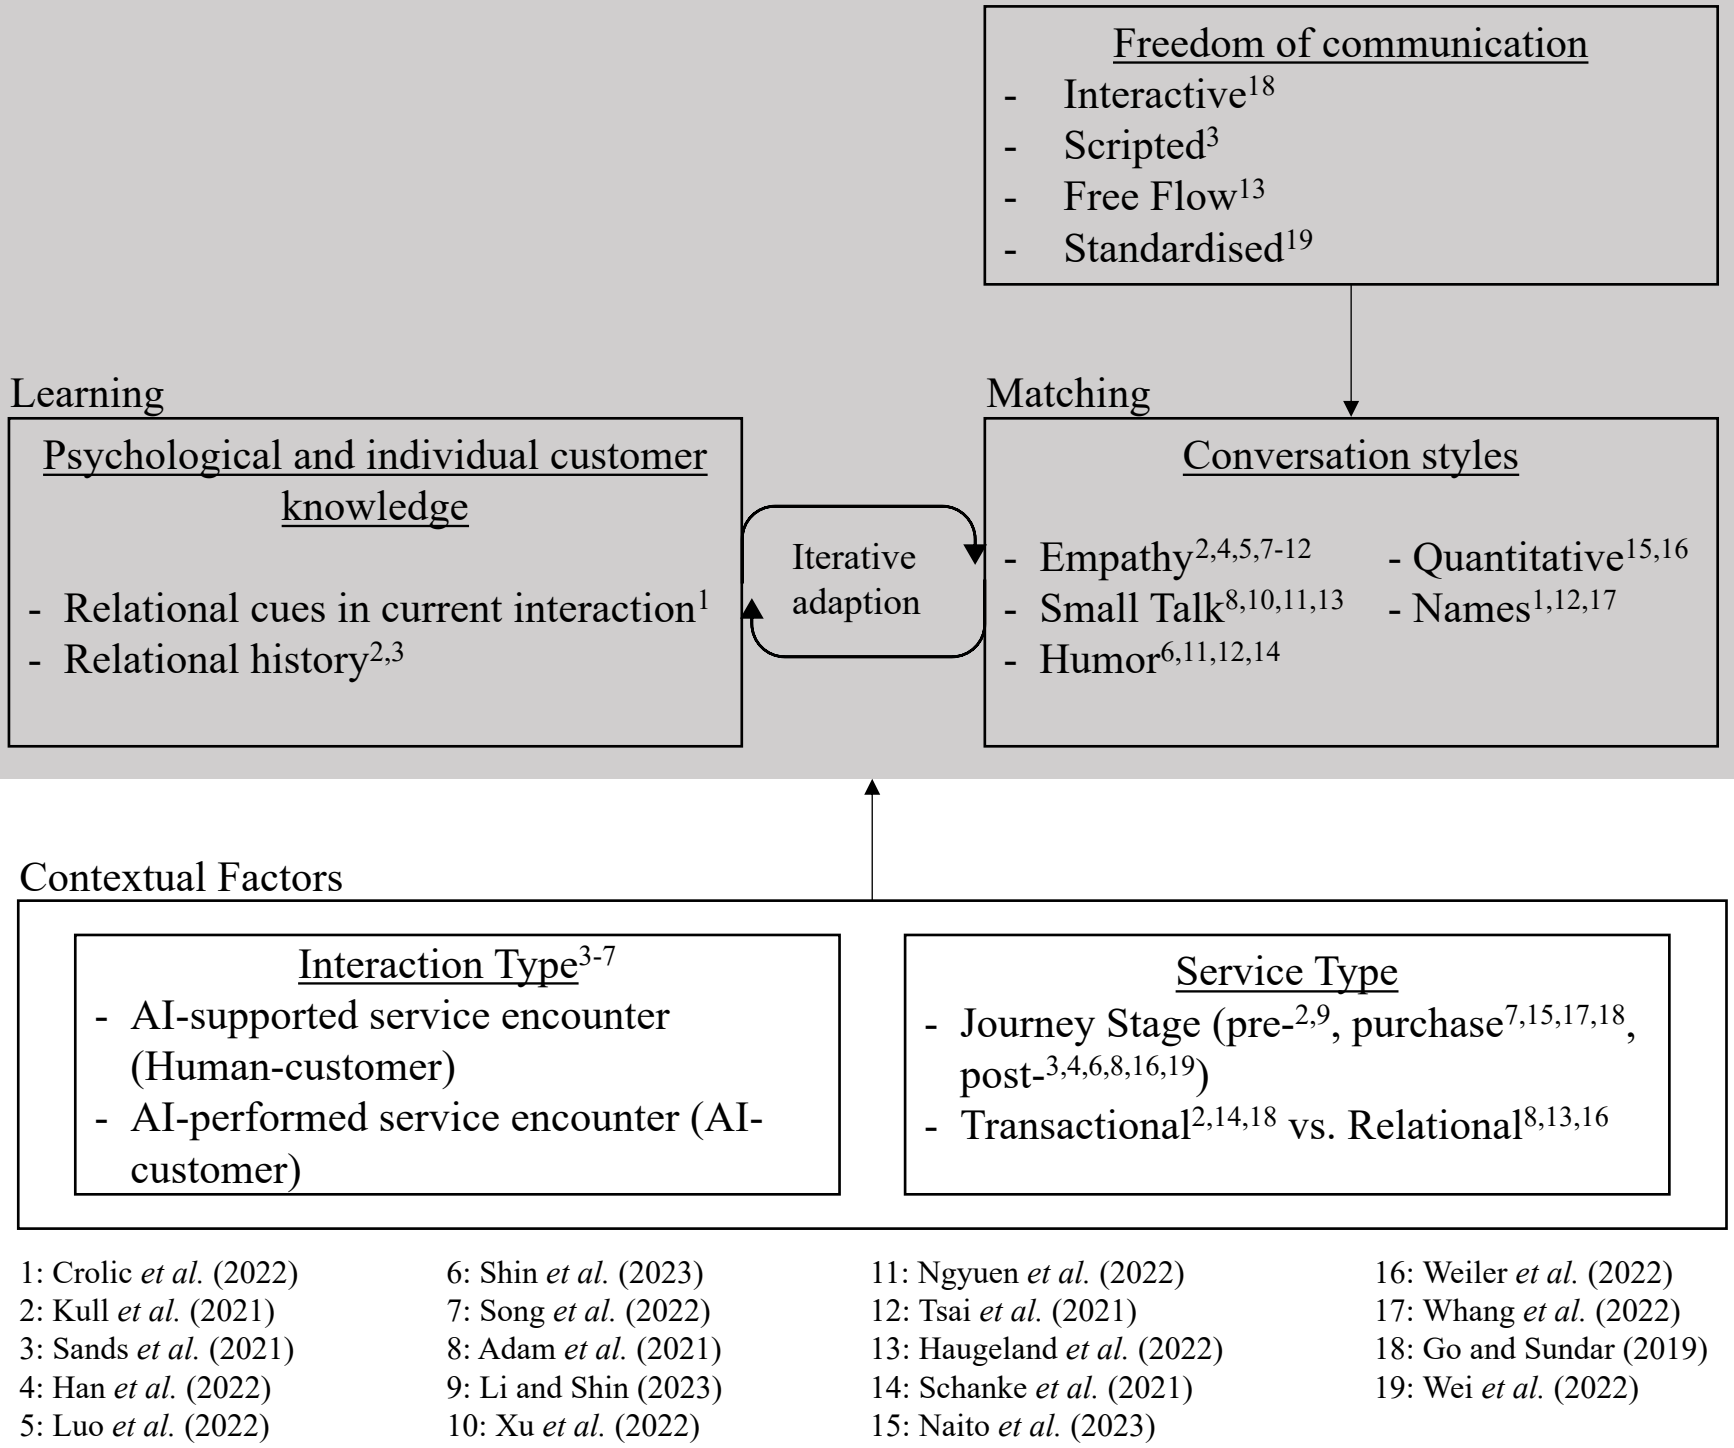 Freedom of communication
- Interactive18
- Scripted3
- Free Flow13
- Standardised19
Learning
Psychological and individual customer
knowledge
- Relational cues in current interaction1
- Relational history2,3
Iterative
adaption
Matching
Conversation styles
- Empathy2,4,5,7-12
- Small Talk8,10,11,13
- Humor6,11,12,14
- Quantitative15,16
- Names1,12,17
Contextual Factors
Interaction Type3-7
- AI-supported service encounter
(Human-customer)
- AI-performed service encounter (AI-
customer)
Service Type
- Journey Stage (pre-2,9, purchase7,15,17,18,
post-3,4,6,8,16,19)
- Transactional2,14,18 vs. Relational8,13,16
1: Crolic et al. (2022)
2: Kull et al. (2021)
3: Sands et al. (2021)
4: Han et al. (2022)
5: Luo et al. (2022)
6: Shin et al. (2023)
7: Song et al. (2022)
8: Adam et al. (2021)
9: Li and Shin (2023)
10: Xu et al. (2022)
11: Ngyuen et al. (2022)
12: Tsai et al. (2021)
13: Haugeland et al. (2022)
14: Schanke et al. (2021)
15: Naito et al. (2023)
16: Weiler et al. (2022)
17: Whang et al. (2022)
18: Go and Sundar (2019)
19: Wei et al. (2022)